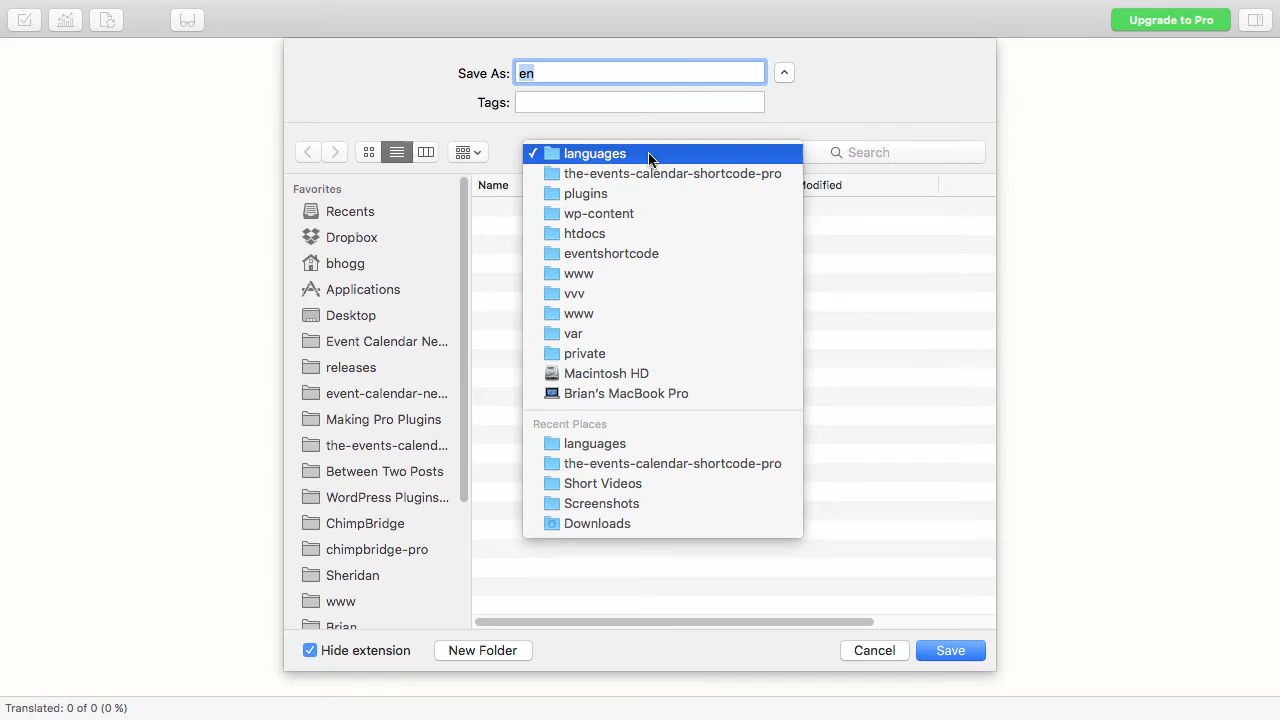 Upgrade to Pro
Save As: en
Tags:
languages
Search
the-events-calendar-shortcode-pro
plugins
wp-content
htdocs
eventshortcode
www
vvv
www
var
private
Macintosh HD
Brian's MacBook Pro
Recent Places
languages
the-events-calendar-shortcode-pro
Short Videos
Screenshots
Downloads
Name
Modified
Favorites
Recents
Dropbox
bhogg
Applications
Desktop
Event Calendar Ne...
releases
event-calendar-ne...
Making Pro Plugins
the-events-calend...
Between Two Posts
WordPress Plugins...
ChimpBridge
chimpbridge-pro
Sheridan
www
Brian
Hide extension
New Folder
Cancel
Save
Translated: 0 of 0 (0 %)